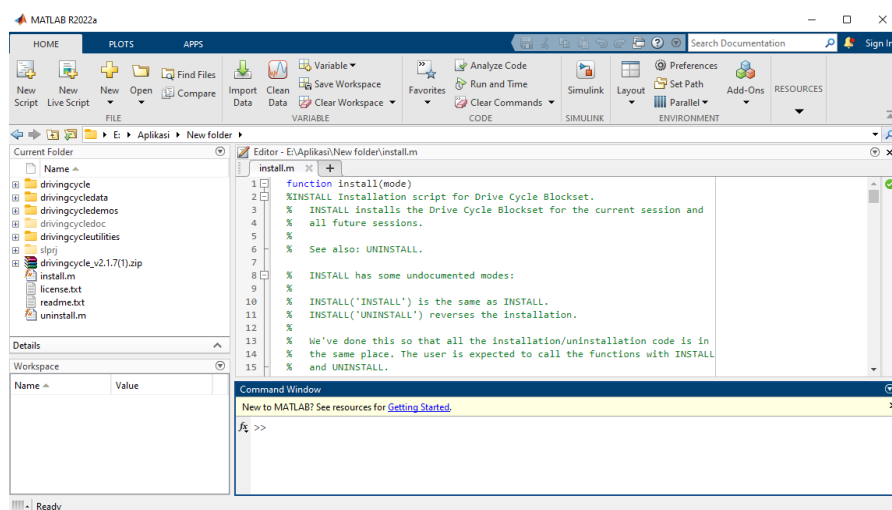 MATLAB R2022a
HOME PLOTS APPS
Search Documentation
Sign In
New Script
New Live Script
New
Open
Find Files
Compare
Import Data
Clean Data
Variable
Save Workspace
Clear Workspace
Favorites
Analyze Code
Run and Time
Clear Commands
Simulink
Layout
Preferences
Set Path
Parallel
Add-Ons
RESOURCES
FILE VARIABLE CODE SIMULINK ENVIRONMENT
E: Aplikasi New folder
Current Folder
Name
drivingcycle
drivingcycledata
drivingcycledemos
drivingcycledoc
drivingcycleutilities
slprj
drivingcycle_v2.1.7(1).zip
install.m
license.txt
readme.txt
uninstall.m
Details
Workspace
Name Value
Editor - E:\Aplikasi\New folder\install.m
install.m
1 function install(mode)
2 %INSTALL Installation script for Drive Cycle Blockset.
3 % INSTALL installs the Drive Cycle Blockset for the current session and
4 % all future sessions.
5 %
6 % See also: UNINSTALL.
7
8 % INSTALL has some undocumented modes:
9 %
10 % INSTALL('INSTALL') is the same as INSTALL.
11 % INSTALL('UNINSTALL') reverses the installation.
12 %
13 % We've done this so that all the installation/uninstallation code is in
14 % the same place. The user is expected to call the functions with INSTALL
15 % and UNINSTALL.
Command Window
New to MATLAB? See resources for Getting Started.
fx >>
Ready